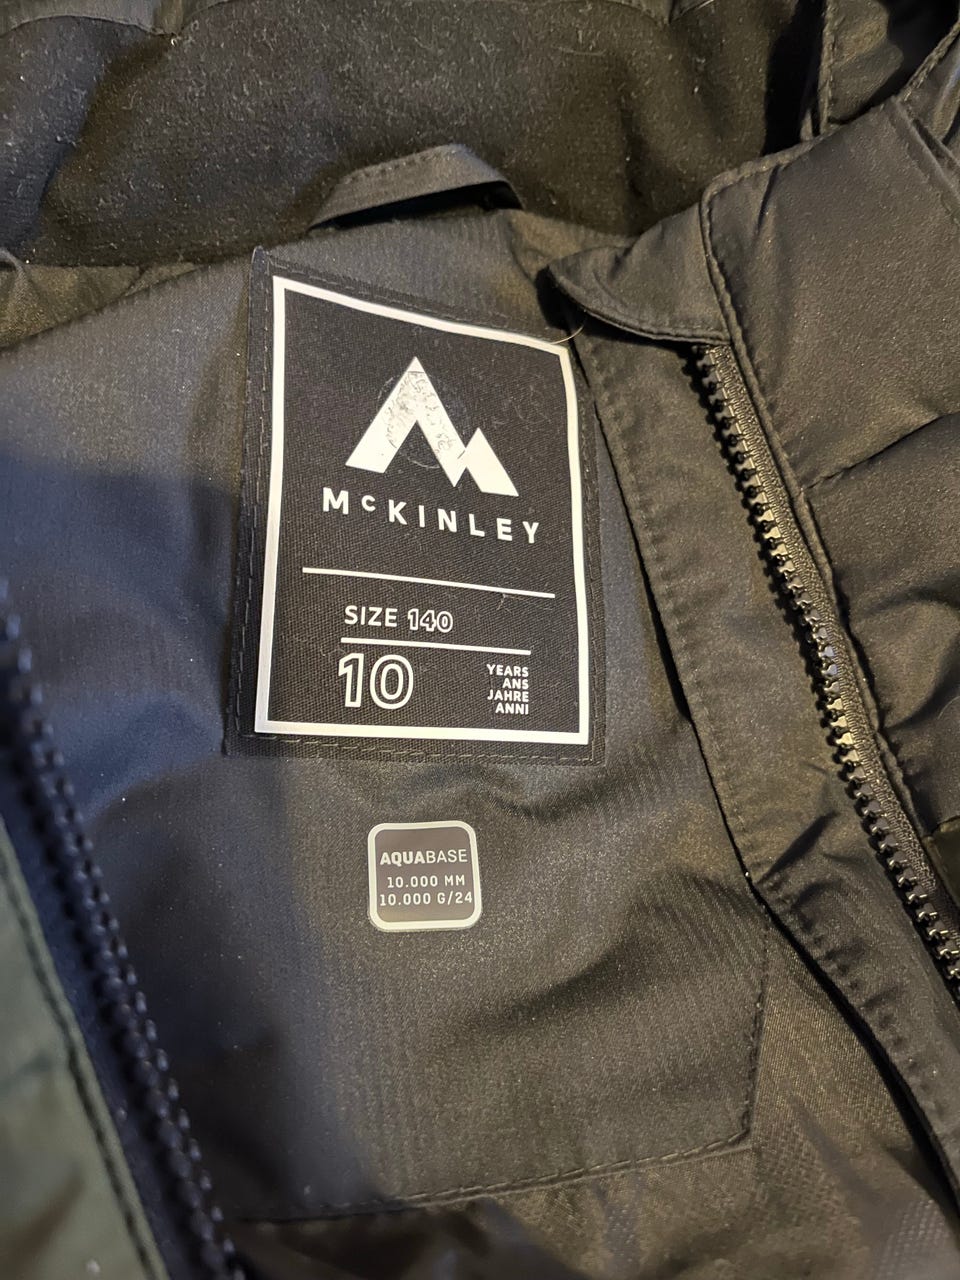 McKINLEY
SIZE 140
10
YEARS
ANS
JAHRE
ANNI
AQUABASE
10.000 MM
10.000 G/24